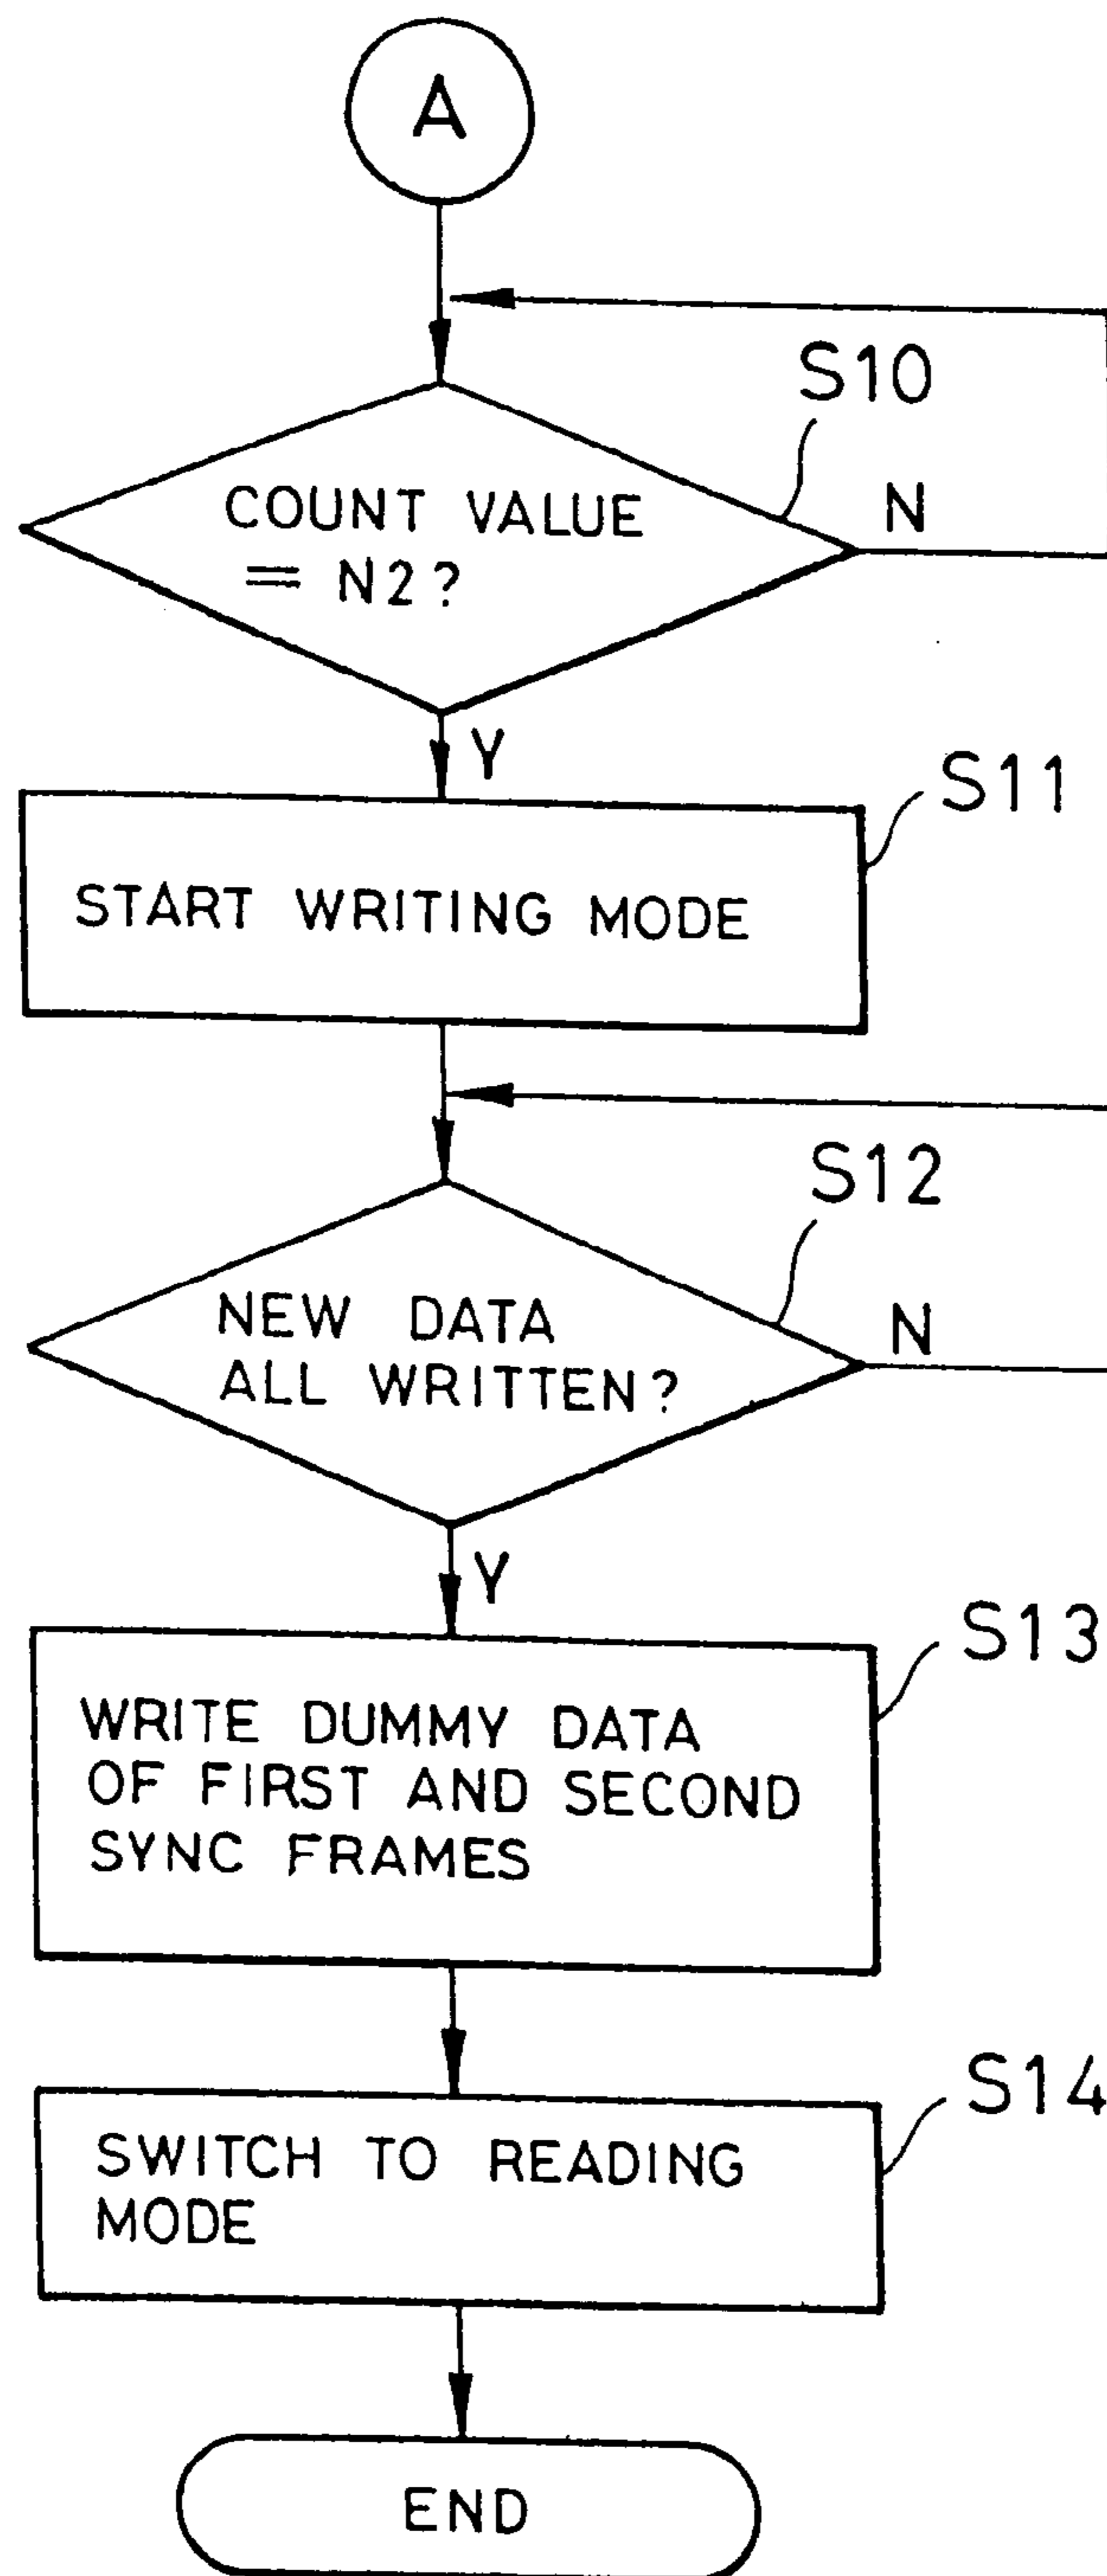 A
S10
COUNT VALUE
= N2?
N
Y
S11
START WRITING MODE
S12
NEW DATA
ALL WRITTEN?
N
Y
S13
WRITE DUMMY DATA
OF FIRST AND SECOND
SYNC FRAMES
S14
SWITCH TO READING
MODE
END